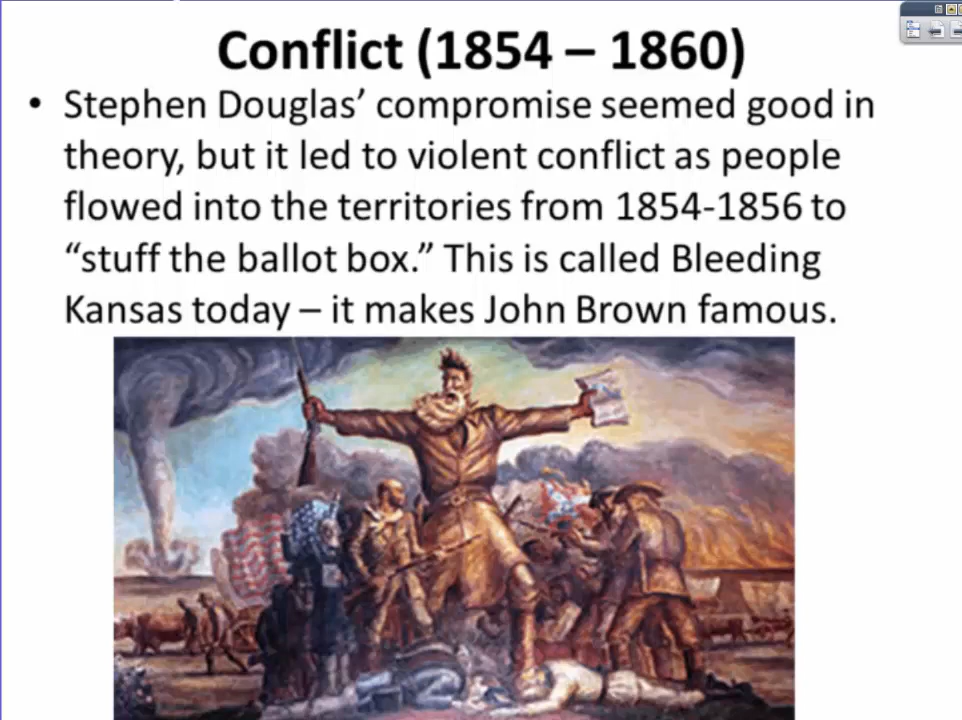 Conflict (1854 – 1860)
• Stephen Douglas’ compromise seemed good in
theory, but it led to violent conflict as people
flowed into the territories from 1854-1856 to
“stuff the ballot box.” This is called Bleeding
Kansas today – it makes John Brown famous.